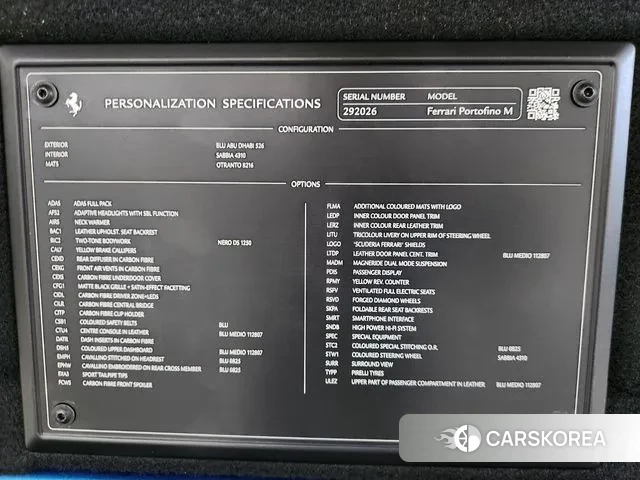 PERSONALIZATION SPECIFICATIONS
SERIAL NUMBER MODEL
292026 Ferrari Portofino M
CONFIGURATION
EXTERIOR BLU ABU DHABI 526
INTERIOR SABBIA 4310
MATS OTRANTO 8216
OPTIONS
ADAS ADAS FULL PACK
AFS2 ADAPTIVE HEADLIGHTS WITH SBL FUNCTION
AIRS NECK WARMER
BAC1 LEATHER UPHOLST. SEAT BACKREST
BIC2 TWO-TONE BODYWORK NERO DS 1250
CALY YELLOW BRAKE CALLIPERS
CEXD REAR DIFFUSER IN CARBON FIBRE
CEXG FRONT AIR VENTS IN CARBON FIBRE
CEXS CARBON FIBRE UNDERDOOR COVER
CFG1 MATTE BLACK GRILLE + SATIN-EFFECT FACETTING
CIDL CARBON FIBRE DRIVER ZONE+LEDS
CILR CARBON FIBRE CENTRAL BRIDGE
CITP CARBON FIBRE CUP HOLDER
CSB1 COLOURED SAFETY BELTS BLU
CTU4 CENTRE CONSOLE IN LEATHER BLU MEDIO 112807
DATR DASH INSERTS IN CARBON FIBRE
DSH5 COLOURED UPPER DASHBOARD BLU MEDIO 112807
EMPH CAVALLINO STITCHED ON HEADREST BLU 0825
EPHW CAVALLINO EMBROIDERED ON REAR CROSS MEMBER BLU 0825
EXA3 SPORT TAILPIPE TIPS
FOWS CARBON FIBRE FRONT SPOILER
FLMA ADDITIONAL COLOURED MATS WITH LOGO
LEDP INNER COLOUR DOOR PANEL TRIM
LERZ INNER COLOUR REAR LEATHER TRIM
LITU TRICOLOUR LIVERY ON UPPER RIM OF STEERING WHEEL
LOGO "SCUDERIA FERRARI" SHIELDS
LTDP LEATHER DOOR PANEL CENT. TRIM BLU MEDIO 112807
MADM MAGNERIDE DUAL MODE SUSPENSION
PDIS PASSENGER DISPLAY
RPMY YELLOW REV. COUNTER
RSFV VENTILATED FULL ELECTRIC SEATS
RSVD FORGED DIAMOND WHEELS
SKPA FOLDABLE REAR SEAT BACKRESTS
SMRT SMARTPHONE INTERFACE
SNDB HIGH POWER HI-FI SYSTEM
SPEC SPECIAL EQUIPMENT
STC2 COLOURED SPECIAL STITCHING O.R. BLU 0825
STW1 COLOURED STEERING WHEEL SABBIA 4310
SURR SURROUND VIEW
TYPP PIRELLI TYRES
ULEZ UPPER PART OF PASSENGER COMPARTMENT IN LEATHER BLU MEDIO 112807
CARSKOREA